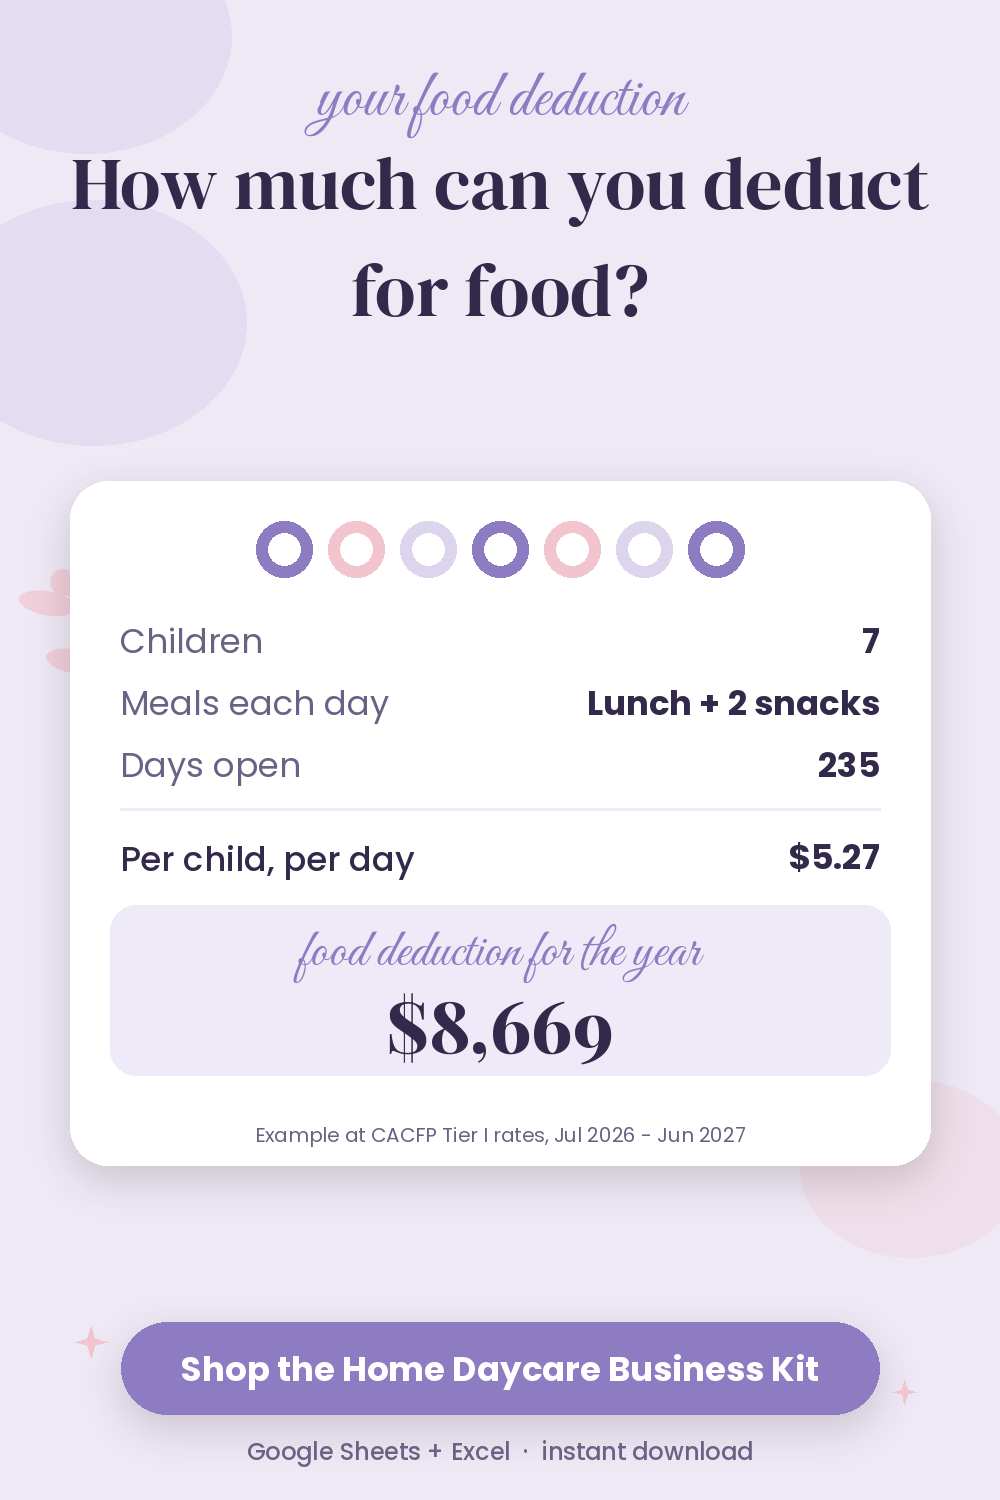 your food deduction
How much can you deduct
for food?
Children 7
Meals each day Lunch + 2 snacks
Days open 235
Per child, per day $5.27
food deduction for the year
$8,669
Example at CACFP Tier I rates, Jul 2026 - Jun 2027
Shop the Home Daycare Business Kit
Google Sheets + Excel · instant download